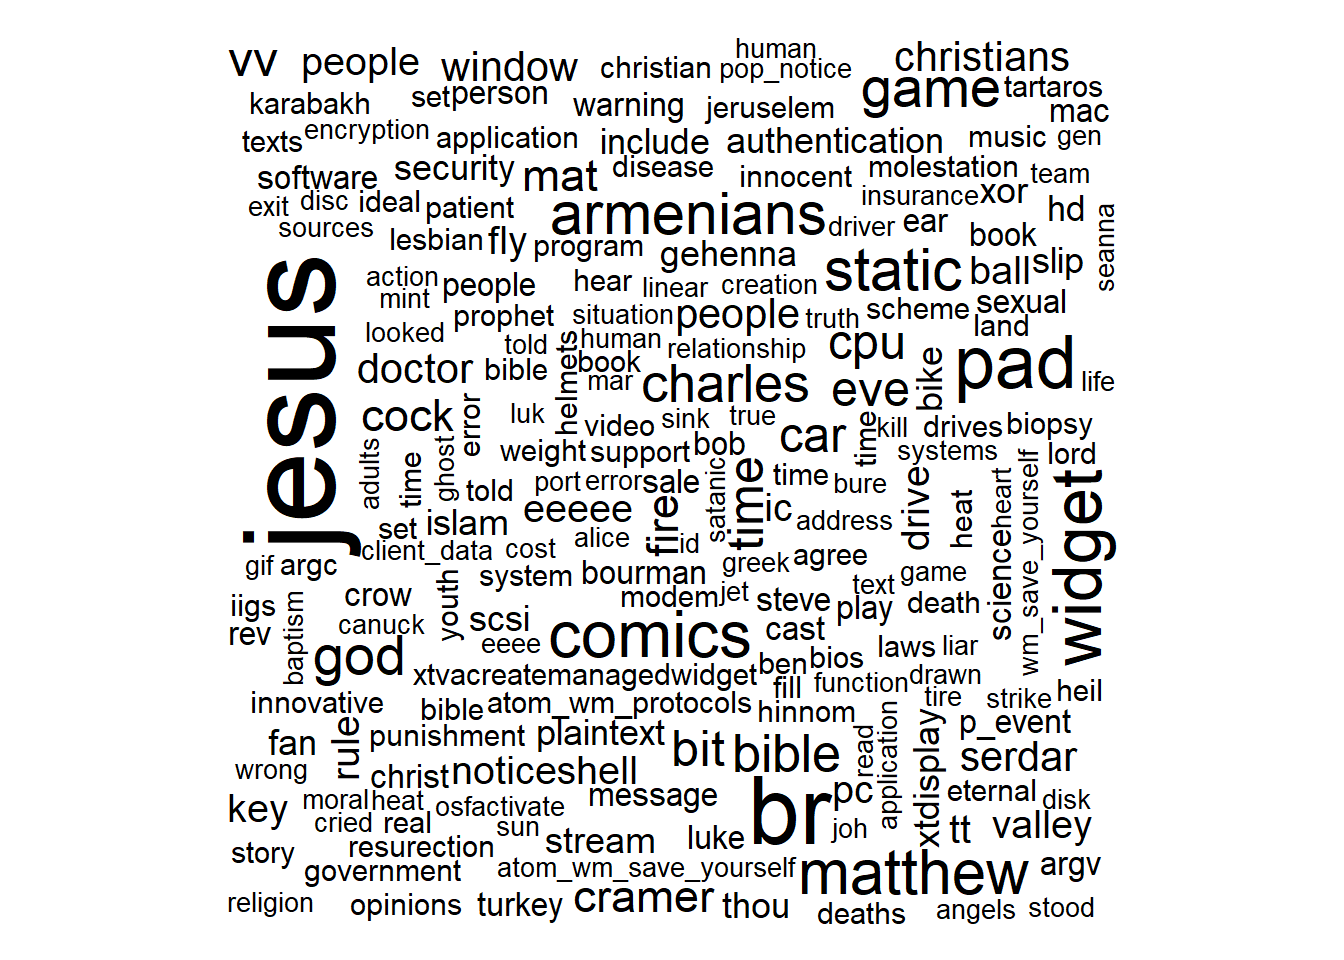 human
vv people window christian pop_notice christians
karabakh set person warning jeruselem game tartaros mac
texts encryption application include authentication music gen
software security mat disease innocent molestation team
exit disc ideal patient armenians insurance xor hd
sources lesbian fly program gehenna driver ear book seanna
jesus action people hear linear creation static ball slip
mint prophet situation people truth scheme sexual land
looked told human relationship cpu pad
doctor bible helmets book mar charles eve bike life
cock error luk video sink true car time kill drives biopsy
adults time ghost weight support bob systems lord
told port error sale satanic time time bure drive heat science heart wm_save_yourself widget
set islam eeeee fire ic address
client_data cost alice id greek agree
gif argc system bourman text game
iigs crow youth modem jet steve play death
rev baptism canuck scsi eeee comics cast laws liar
god xtvacreatemanagedwidget ben bios function drawn
innovative bible atom_wm_protocols fill tire strike heil
hinnom p_event
fan rule punishment plaintext bit bible read application xtdisplay serdar
wrong christ noticeshell
key moral heat osfactivate message br pc eternal disk
cried real sun stream luke joh tt valley
story resurection
government atom_wm_save_yourself matthew argv
religion opinions turkey cramer thou deaths angels stood